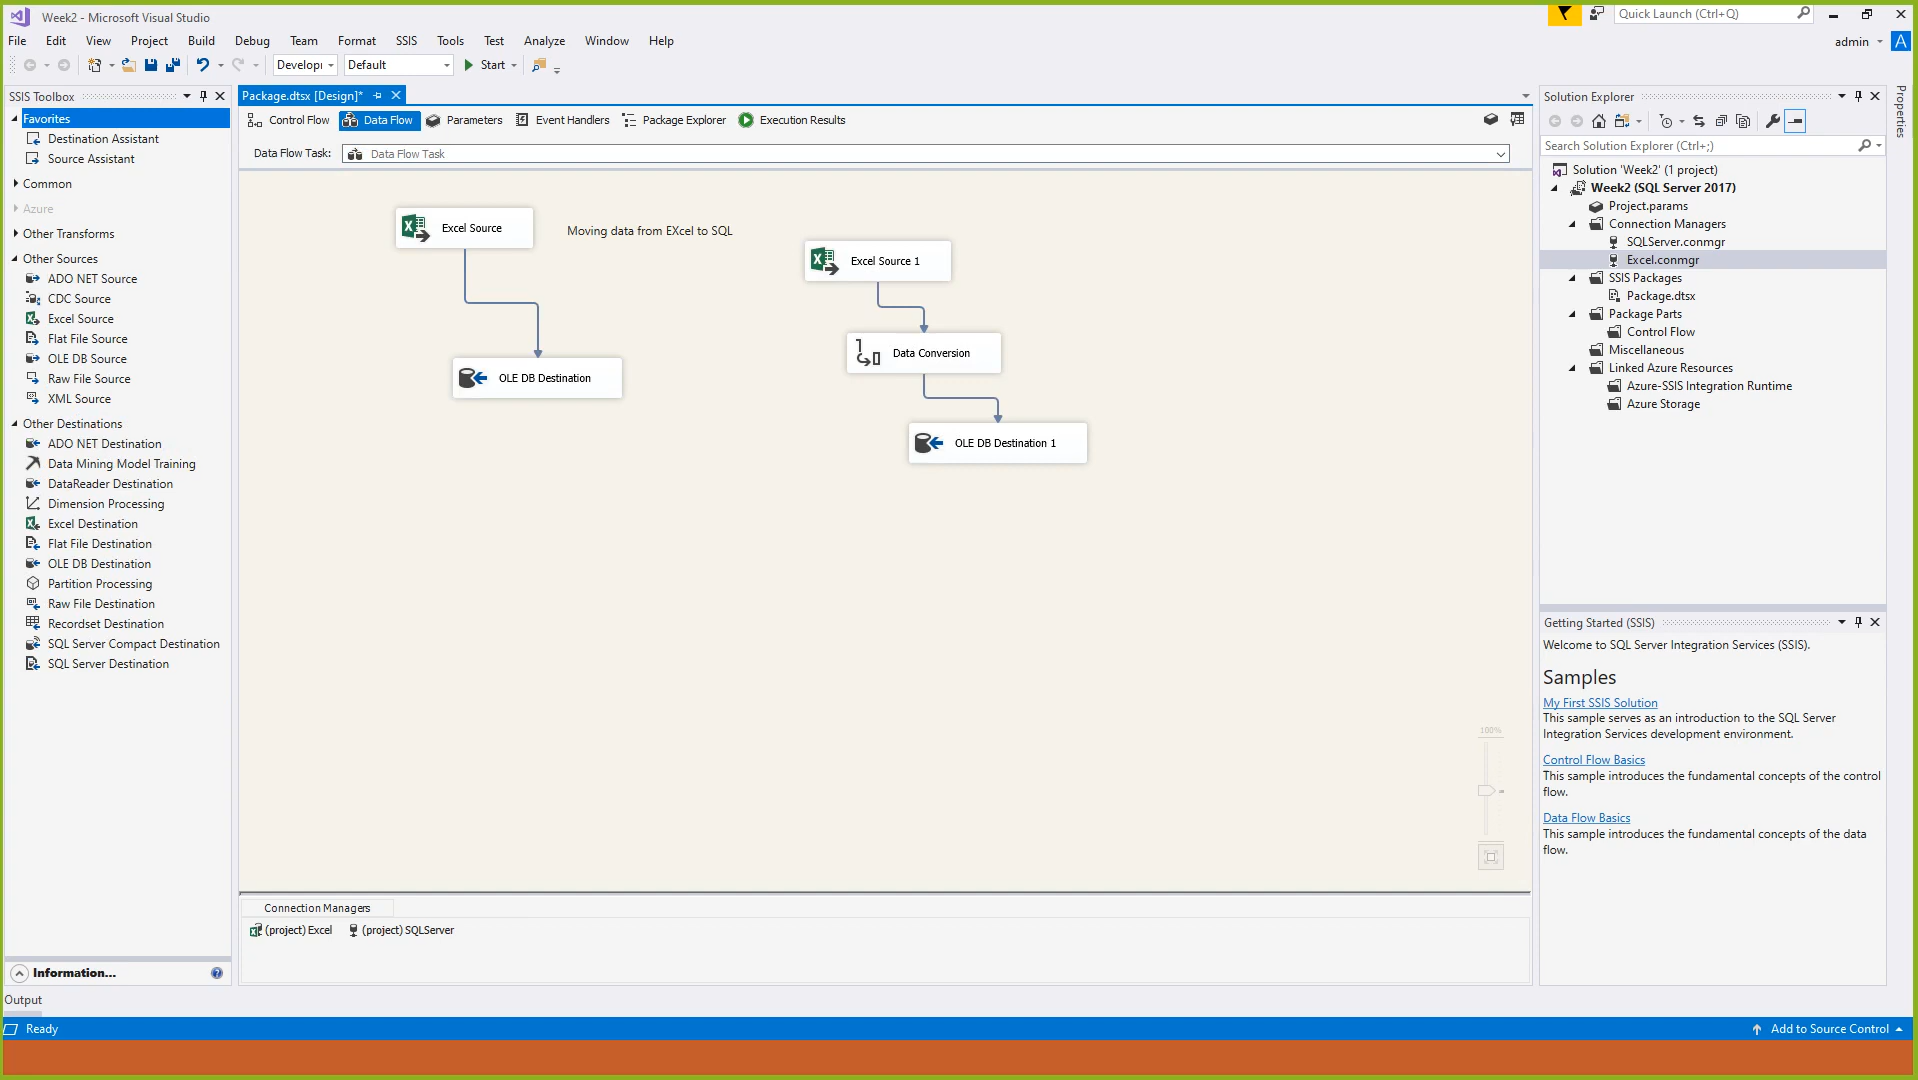 Week2 - Microsoft Visual Studio
Quick Launch (Ctrl+Q)
File Edit View Project Build Debug Team Format SSIS Tools Test Analyze Window Help
admin A
Developı Default Start
SSIS Toolbox
Favorites
Destination Assistant
Source Assistant
Common
Azure
Other Transforms
Other Sources
ADO NET Source
CDC Source
Excel Source
Flat File Source
OLE DB Source
Raw File Source
XML Source
Other Destinations
ADO NET Destination
Data Mining Model Training
DataReader Destination
Dimension Processing
Excel Destination
Flat File Destination
OLE DB Destination
Partition Processing
Raw File Destination
Recordset Destination
SQL Server Compact Destination
SQL Server Destination
Information...
Package.dtsx [Design]*
Control Flow Data Flow Parameters Event Handlers Package Explorer Execution Results
Data Flow Task: Data Flow Task
Excel Source
Moving data from EXcel to SQL
Excel Source 1
Data Conversion
OLE DB Destination
OLE DB Destination 1
100%
Connection Managers
(project) Excel (project) SQLServer
Solution Explorer
Search Solution Explorer (Ctrl+;)
Solution 'Week2' (1 project)
Week2 (SQL Server 2017)
Project.params
Connection Managers
SQLServer.conmgr
Excel.conmgr
SSIS Packages
Package.dtsx
Package Parts
Control Flow
Miscellaneous
Linked Azure Resources
Azure-SSIS Integration Runtime
Azure Storage
Properties
Getting Started (SSIS)
Welcome to SQL Server Integration Services (SSIS).
Samples
My First SSIS Solution
This sample serves as an introduction to the SQL Server
Integration Services development environment.
Control Flow Basics
This sample introduces the fundamental concepts of the control
flow.
Data Flow Basics
This sample introduces the fundamental concepts of the data
flow.
Output
Ready
Add to Source Control